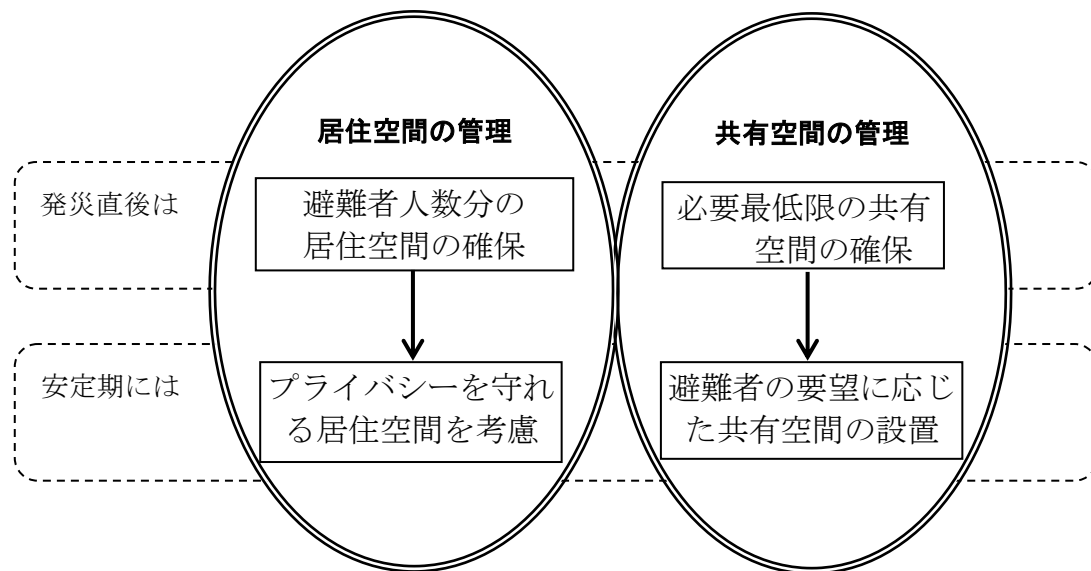 居住空間の管理
共有空間の管理
発災直後は
避難者人数分の
居住空間の確保
必要最低限の共有
空間の確保
安定期には
プライバシーを守れ
る居住空間を考慮
避難者の要望に応じ
た共有空間の設置